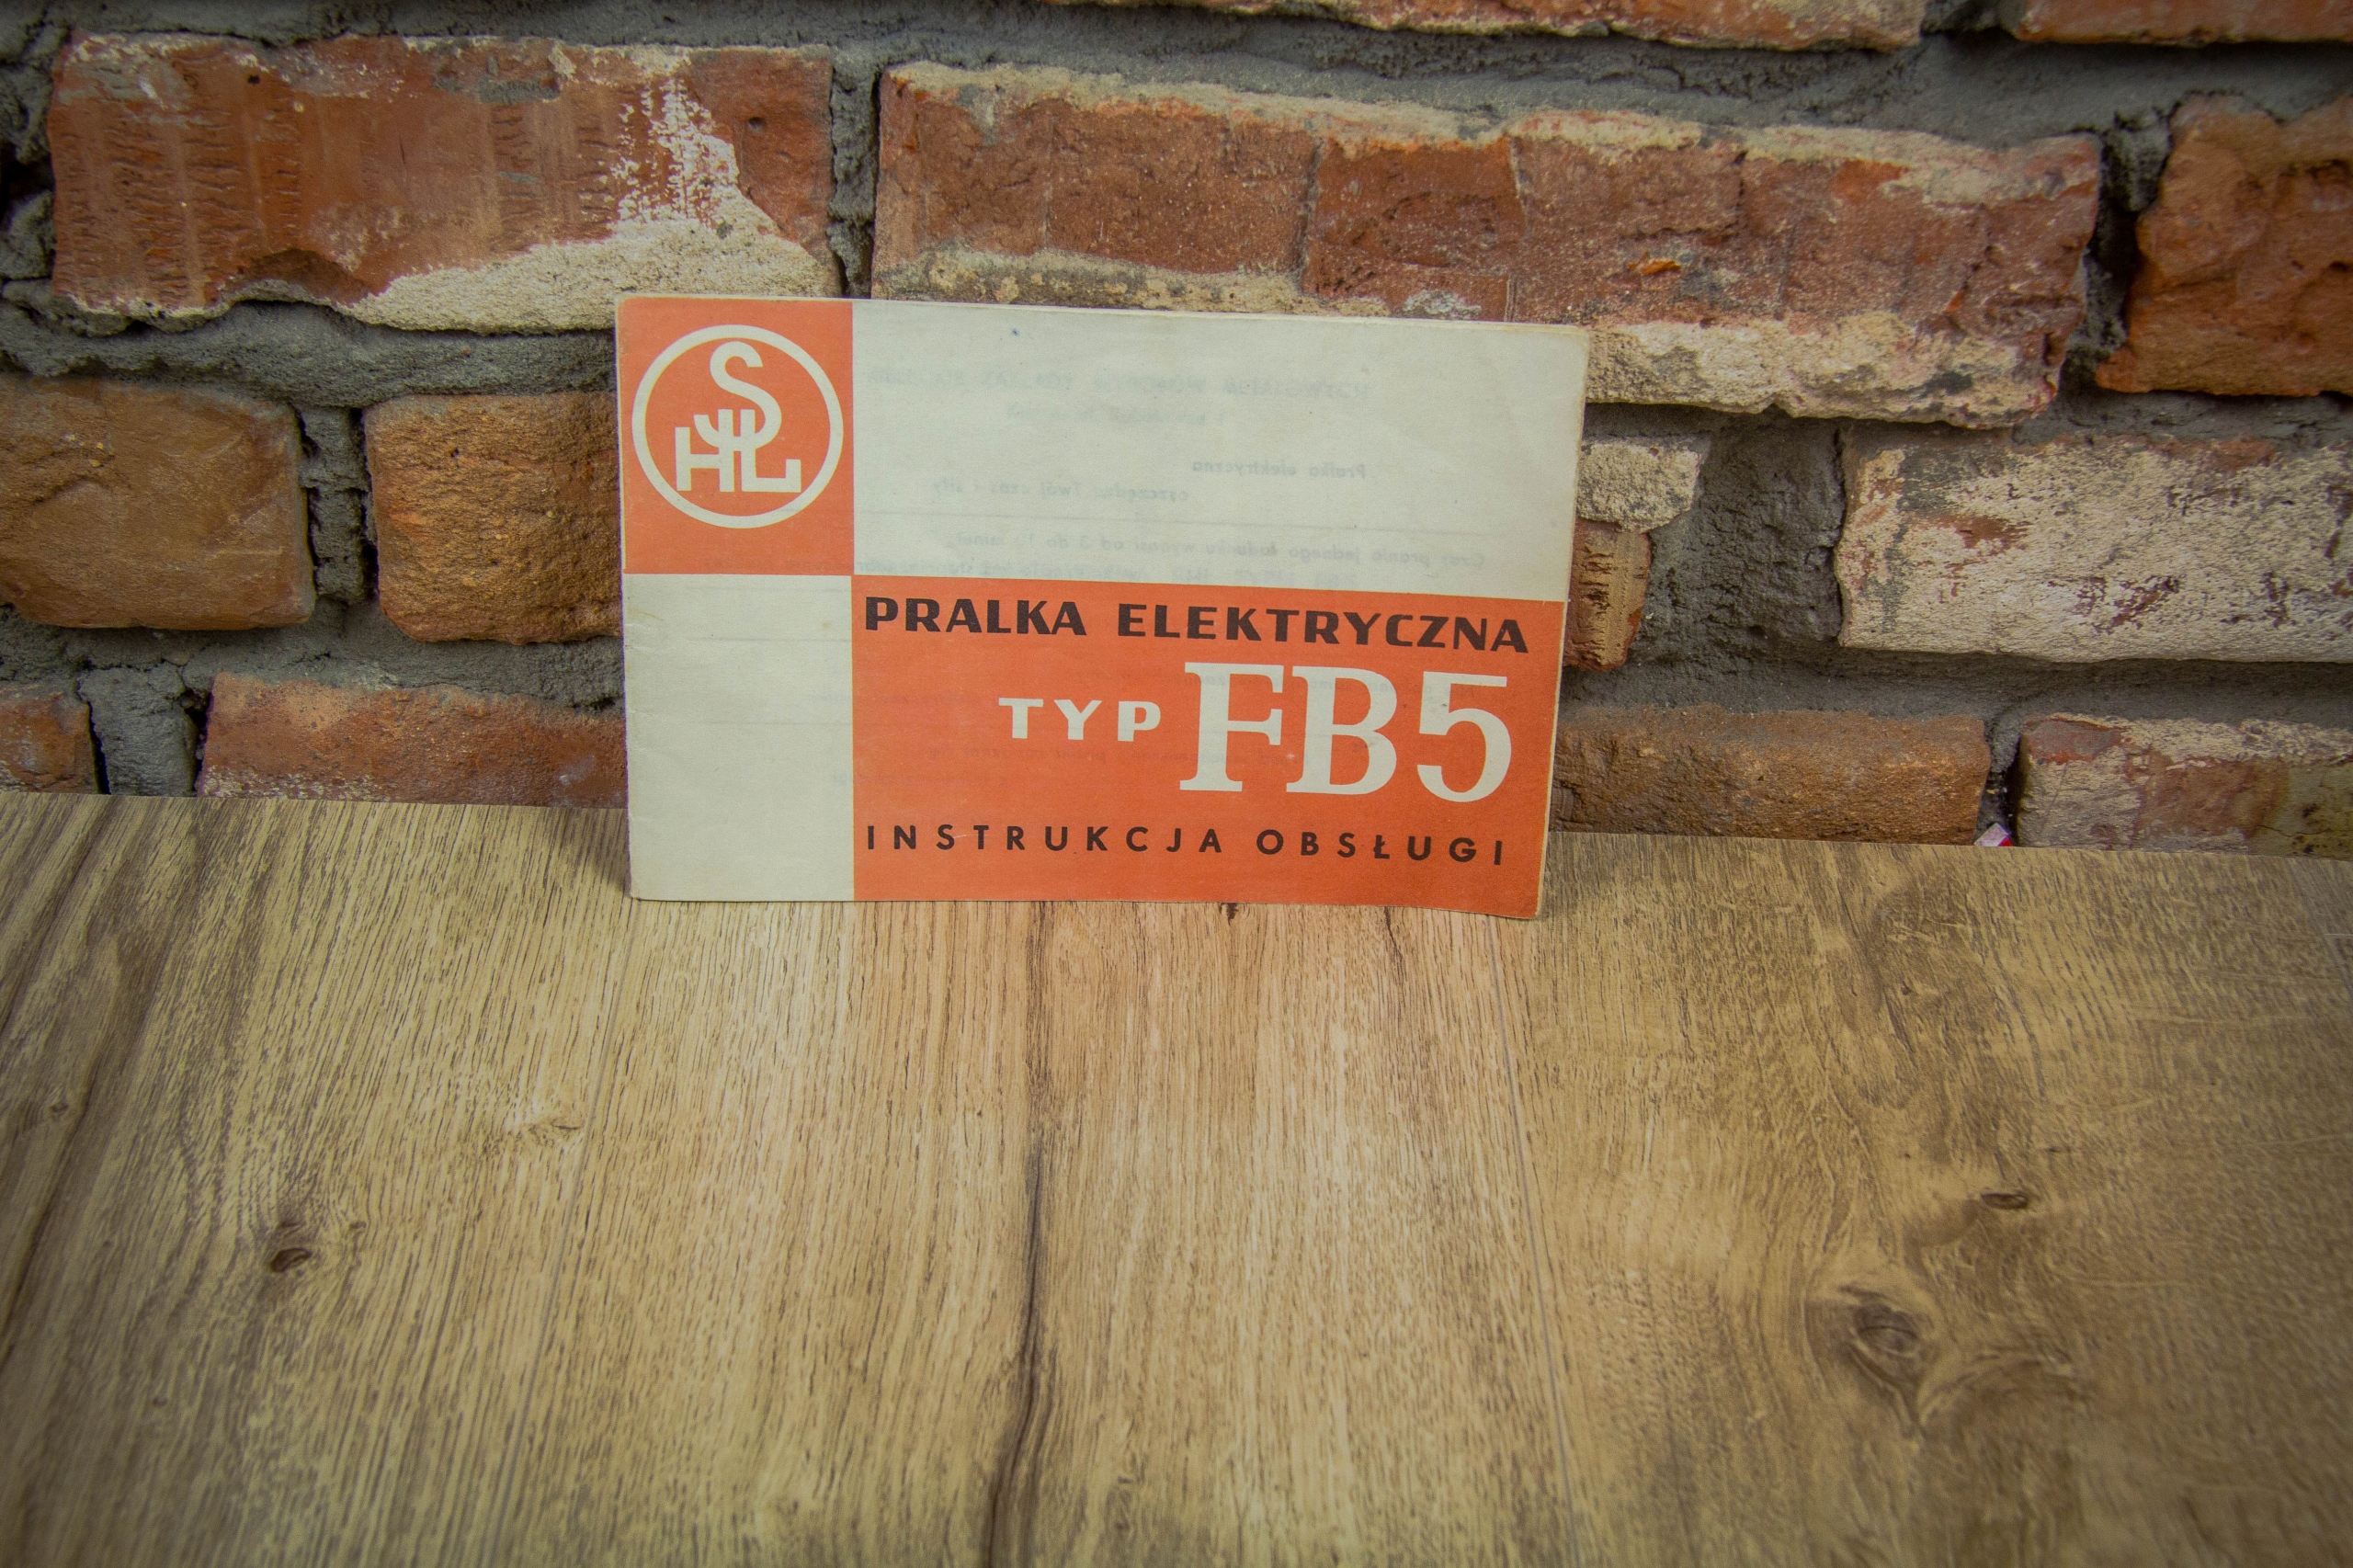 SHL
PRALKA ELEKTRYCZNA
TYP FB5
INSTRUKCJA OBSŁUGI